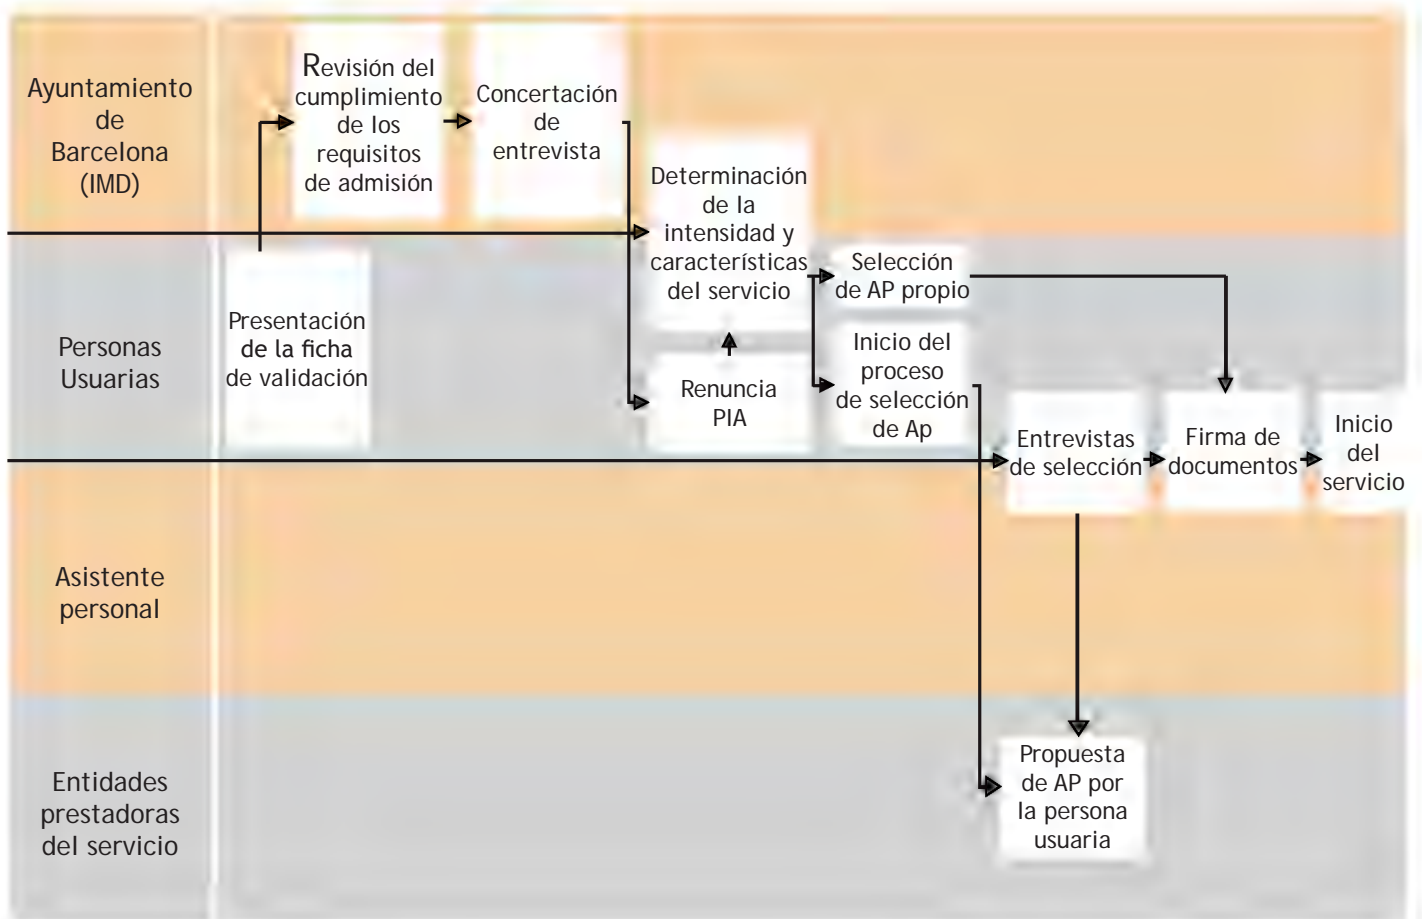 Ayuntamiento
de
Barcelona
(IMD)
Revisión del
cumplimiento
de los
requisitos
de admisión
Concertación
de
entrevista
Determinación
de la
intensidad y
característíficas
del servicio
Personas
Usuarias
Presentación
de la ficha
de validación
Renuncia
PIA
Selección
de AP propio
Inicio del
proceso
de selección
de Ap
Entrevistas
de selección
Firma de
documentos
Inicio
del
servicio
Asistente
personal
Entidades
prestadoras
del servicio
Propuesta
de AP por
la persona
usuaria